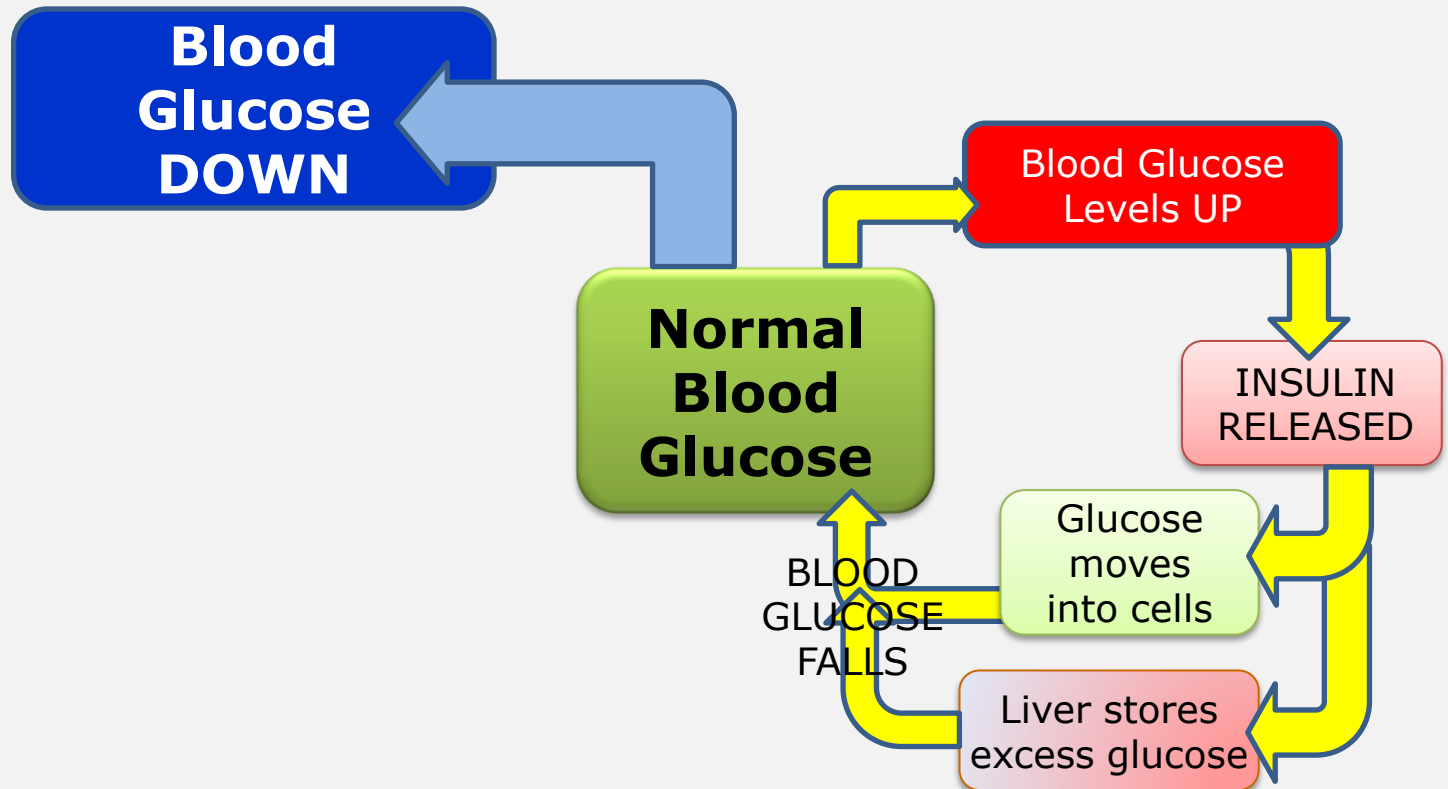 Blood
Glucose
DOWN
Blood Glucose
Levels UP
Normal
Blood
Glucose
INSULIN
RELEASED
Glucose
moves
into cells
BLOOD
GLUCOSE
FALLS
Liver stores
excess glucose